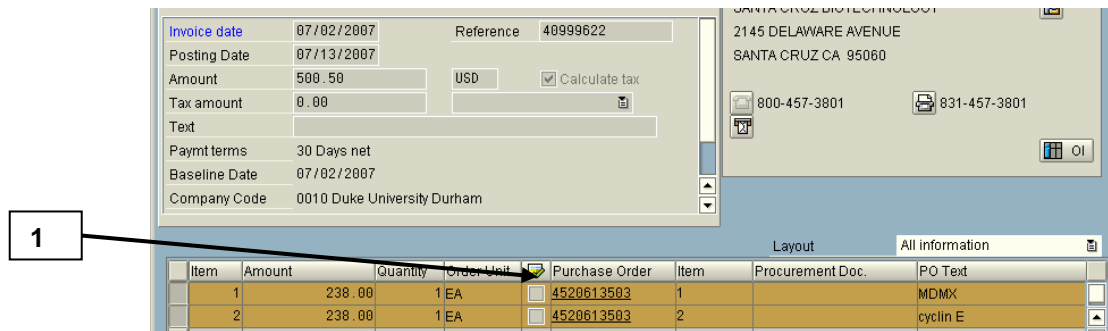 SANTA CRUZ BIOTECHNOLOGY
Invoice date 07/02/2007 Reference 40999622
2145 DELAWARE AVENUE
Posting Date 07/13/2007
SANTA CRUZ CA 95060
Amount 500.50 USD Calculate tax
Tax amount 0.00
800-457-3801 831-457-3801
Text
Paymt terms 30 Days net
OI
Baseline Date 07/02/2007
Company Code 0010 Duke University Durham
1
Layout All information
Item Amount Quantity Order Unit Purchase Order Item Procurement Doc. PO Text
1 238.00 1 EA 4520613503 1 MDMX
2 238.00 1 EA 4520613503 2 cyclin E